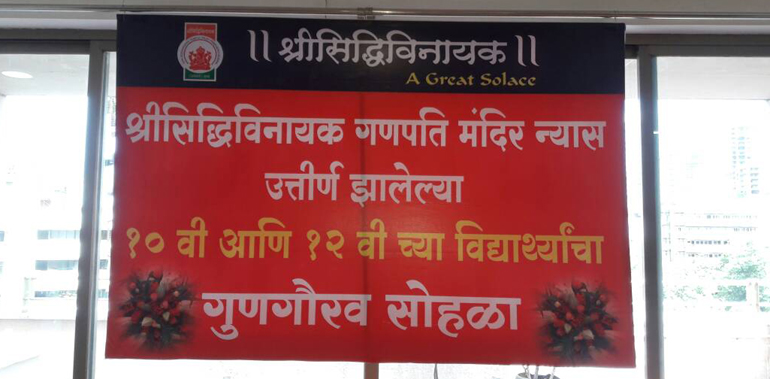 ॥ श्रीसिद्धिविनायक ॥
A Great Solace
श्रीसिद्धिविनायक गणपति मंदिर न्यास
उत्तीर्ण झालेल्या
१० वी आणि १२ वी च्या विद्यार्थ्यांचा
गुणगौरव सोहळा